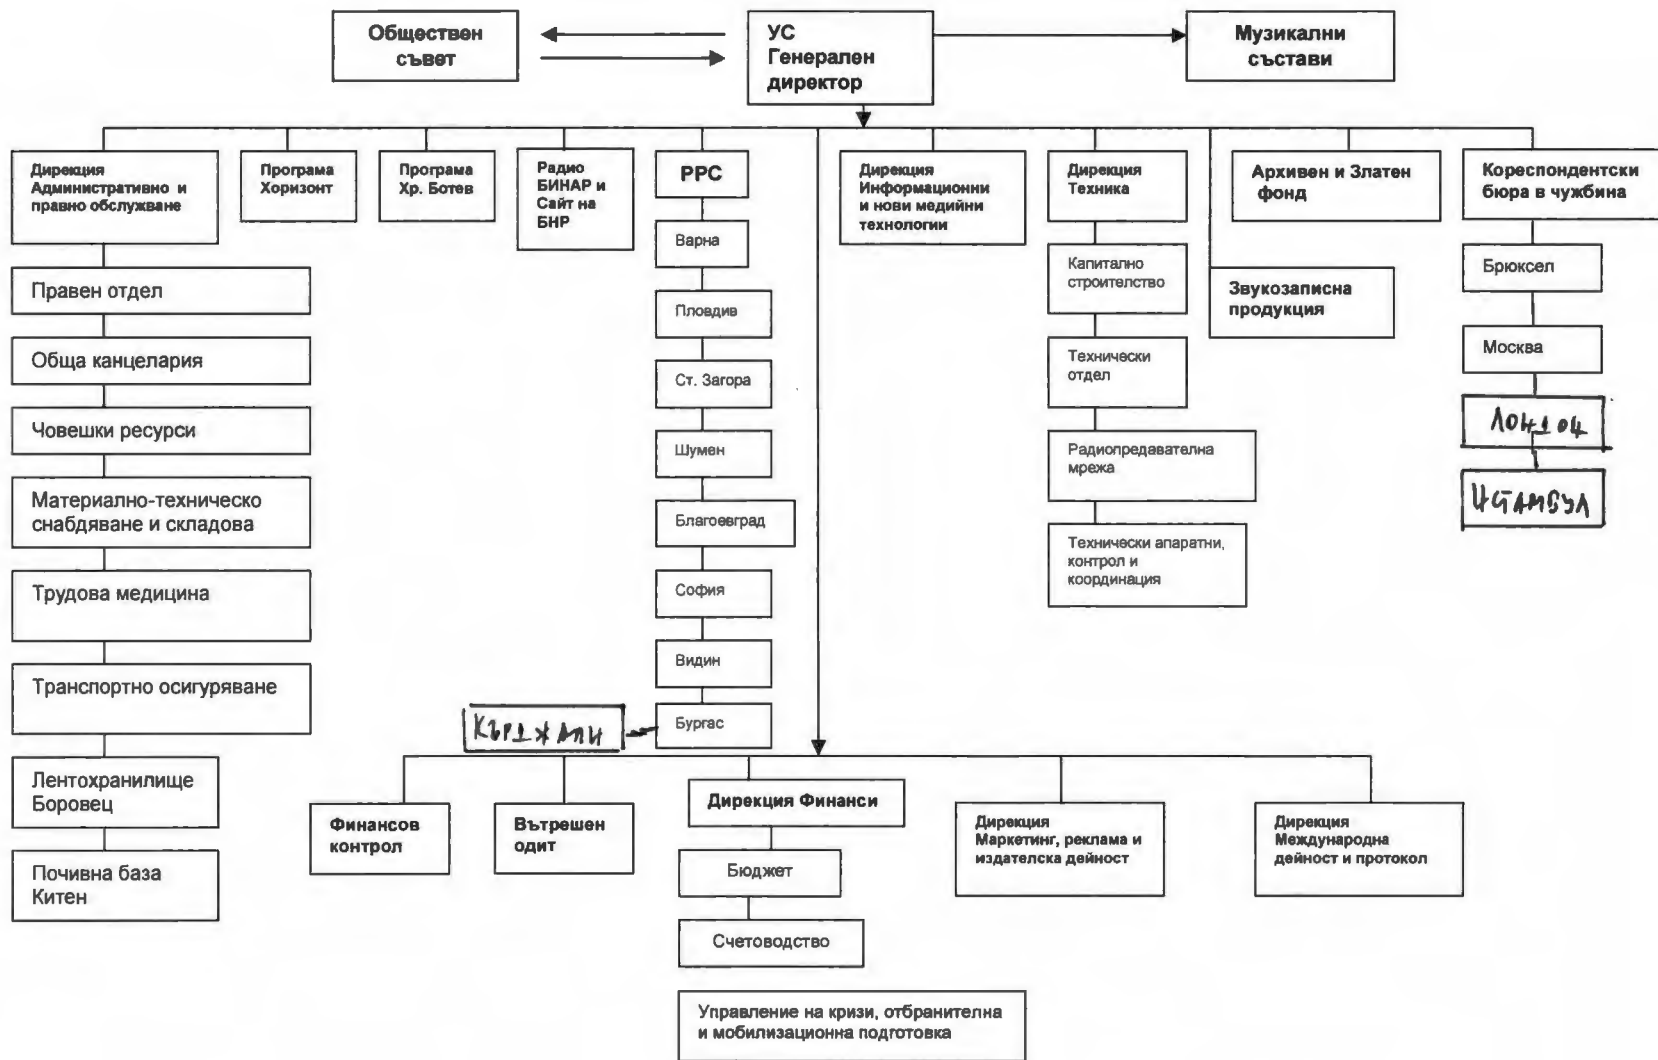 Обществен
съвет
УС
Генерален
директор
Музикални
състави
Дирекция
Административно и
правно обслужване
Програма
Хоризонт
Програма
Хр. Ботев
Радио
БИНАР и
Сайт на
БНР
РРС
Дирекция
Информационни
и нови медийни
технологии
Дирекция
Техника
Архивен и Златен
фонд
Кореспондентски
бюра в чужбина
Правен отдел
Обща канцелария
Човешки ресурси
Материално-техническо
снабдяване и складова
Трудова медицина
Транспортно осигуряване
Лентохранилище
Боровец
Почивна база
Китен
Варна
Пловдив
Ст. Загора
Шумен
Благоевград
София
Видин
Бургас
КЪРДЖАЛИ
Капитално
строителство
Технически
отдел
Радиопредавателна
мрежа
Технически апаратни,
контрол и
координация
Звукозаписна
продукция
Брюксел
Москва
ЛОНДОН
ИСТАМБУЛ
Финансов
контрол
Вътрешен
одит
Дирекция Финанси
Бюджет
Счетоводство
Дирекция
Маркетинг, реклама и
издателска дейност
Дирекция
Международна
дейност и протокол
Управление на кризи, отбранителна
и мобилизационна подготовка